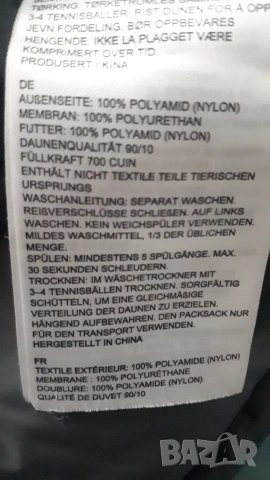 TØRKING: TØRKETROMLES SAMMEN MED
3-4 TENNISBALLER. RIST DUNEN FOR Å OPP
JEVN FORDELING. BØR OPPBEVARES
HENGENDE. IKKE LA PLAGGET VÆRE
KOMPRIMERT OVER TID.
PRODUSERT I KINA
DE
AUßENSEITE: 100% POLYAMID (NYLON)
MEMBRAN: 100% POLYURETHAN
FUTTER: 100% POLYAMID (NYLON)
DAUNENQUALITÄT 90/10
FÜLLKRAFT 700 CUIN
ENTHÄLT NICHT TEXTILE TEILE TIERISCHEN
URSPRUNGS
WASCHANLEITUNG: SEPARAT WASCHEN.
REIßVERSCHLÜSSE SCHLIEßEN. AUF LINKS
WASCHEN. KEIN WEICHSPÜLER VERWENDEN.
MILDES WASCHMITTEL, 1/3 DER ÜBLICHEN
MENGE.
SPÜLEN: MINDESTENS 5 SPÜLGÄNGE. MAX.
30 SEKUNDEN SCHLEUDERN.
TROCKNEN: IM WÄSCHETROCKNER MIT
3-4 TENNISBÄLLEN TROCKNEN. SORGFÄLTIG
SCHÜTTELN, UM EINE GLEICHMÄßIGE
VERTEILUNG DER DAUNEN ZU ERLANGEN.
HÄNGEND AUFBEWAHREN. DEN PACKSACK NUR
FÜR DEN TRANSPORT VERWENDEN.
HERGESTELLT IN CHINA
FR
TEXTILE EXTÉRIEUR: 100% POLYAMIDE (NYLON)
MEMBRANE : 100% POLYURÉTHANE
DOUBLURE: 100% POLYAMIDE (NYLON)
QUALITÉ DE DUVET 90/10
BAZAR